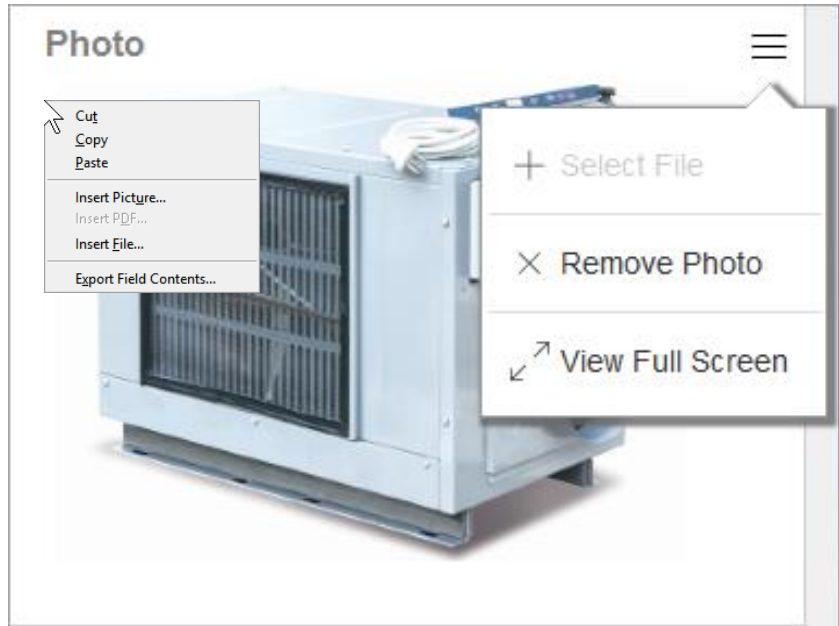 Photo
Cut
Copy
Paste
Insert Picture...
Insert PDF...
Insert File...
Export Field Contents...
Select File
Remove Photo
View Full Screen